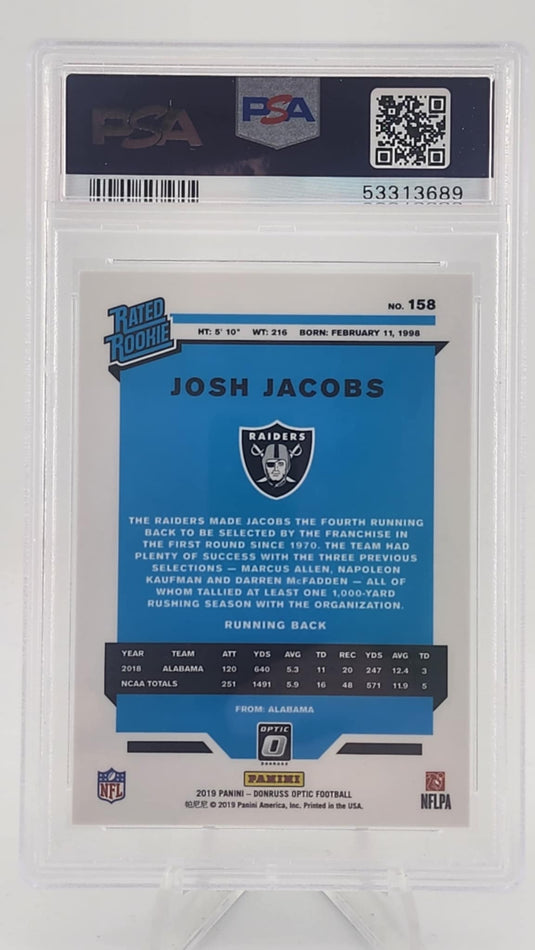 PSA PSA
53313689
NO. 158
RATED
ROOKIE
HT: 5' 10" WT: 216 BORN: FEBRUARY 11, 1998
JOSH JACOBS
RAIDERS
THE RAIDERS MADE JACOBS THE FOURTH RUNNING
BACK TO BE SELECTED BY THE FRANCHISE IN
THE FIRST ROUND SINCE 1970. THE TEAM HAD
PLENTY OF SUCCESS WITH THE THREE PREVIOUS
SELECTIONS — MARCUS ALLEN, NAPOLEON
KAUFMAN AND DARREN McFADDEN — ALL OF
WHOM TALLIED AT LEAST ONE 1,000-YARD
RUSHING SEASON WITH THE ORGANIZATION.
RUNNING BACK
YEAR TEAM ATT YDS AVG TD REC YDS AVG TD
2018 ALABAMA 120 640 5.3 11 20 247 12.4 3
NCAA TOTALS 251 1491 5.9 16 48 571 11.9 5
FROM: ALABAMA
OPTIC
DONRUSS
PANINI
NFL
2019 PANINI – DONRUSS OPTIC FOOTBALL
帕尼尼 © 2019 Panini America, Inc. Printed in the USA.
NFLPA